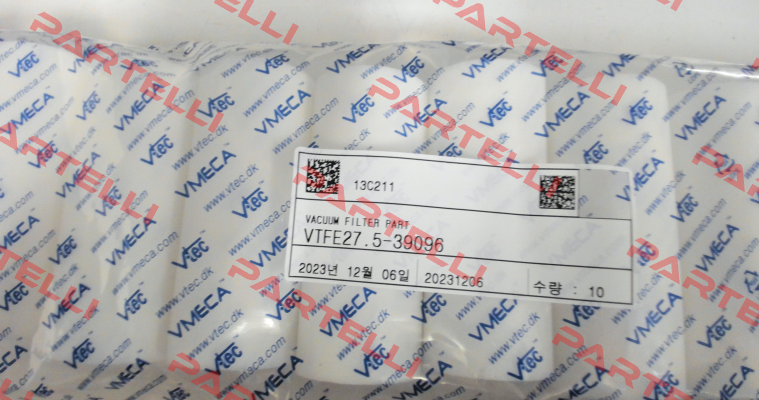 13C211
VACUUM FILTER PART
VTFE27.5-39096
2023년 12월 06일 20231206 수량 : 10
Vtec
www.vtec.dk
VMECA
www.vmeca.com
PARTELLI